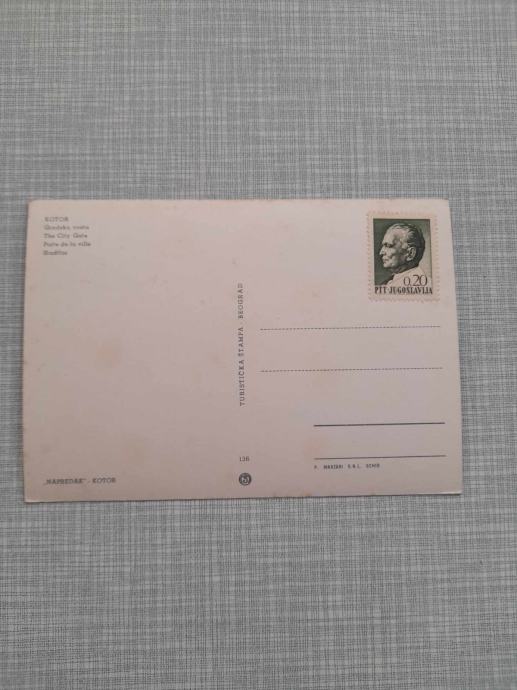 KOTOR
Gradska vrata
The City Gate
Porte de la ville
Stadttor
0.20
PTT JUGOSLAVIJA
TURISTIČKA ŠTAMPA - BEOGRAD
136
„NAPREDAK" - KOTOR